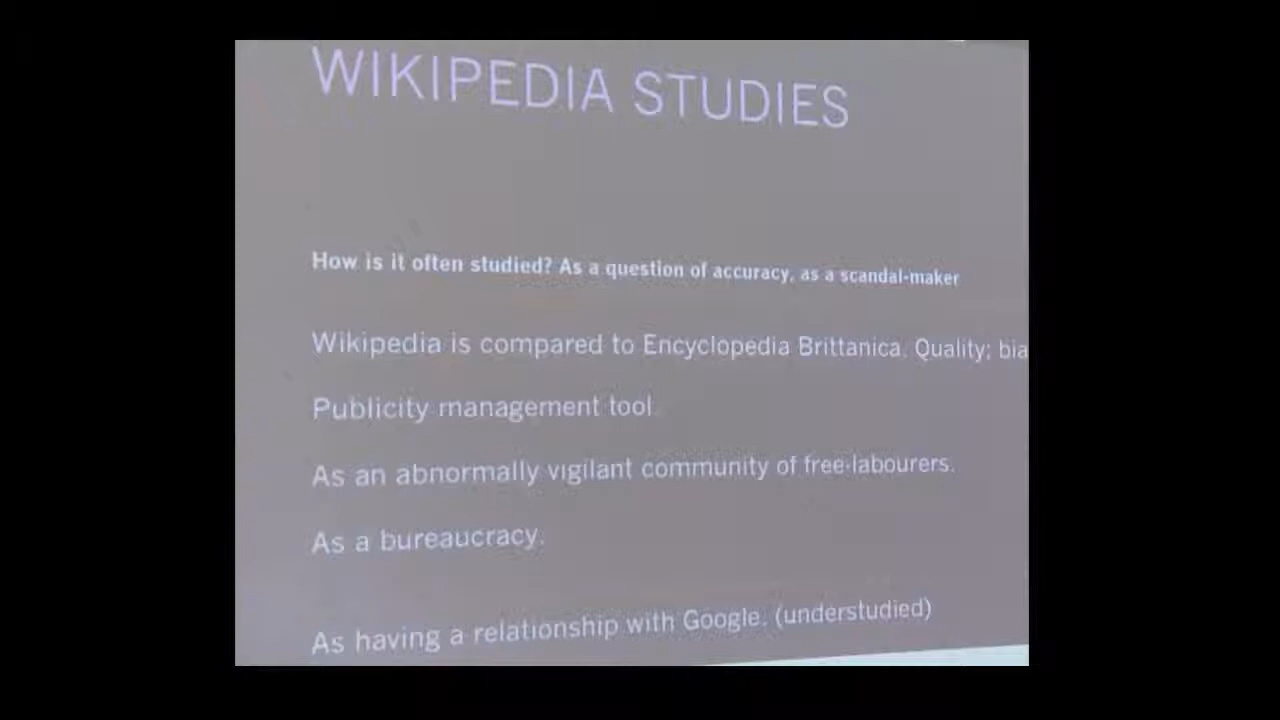 WIKIPEDIA STUDIES
How is it often studied? As a question of accuracy, as a scandal-maker
Wikipedia is compared to Encyclopedia Brittanica. Quality; bia
Publicity management tool
As an abnormally vigilant community of free-labourers.
As a bureaucracy.
As having a relationship with Google. (understudied)